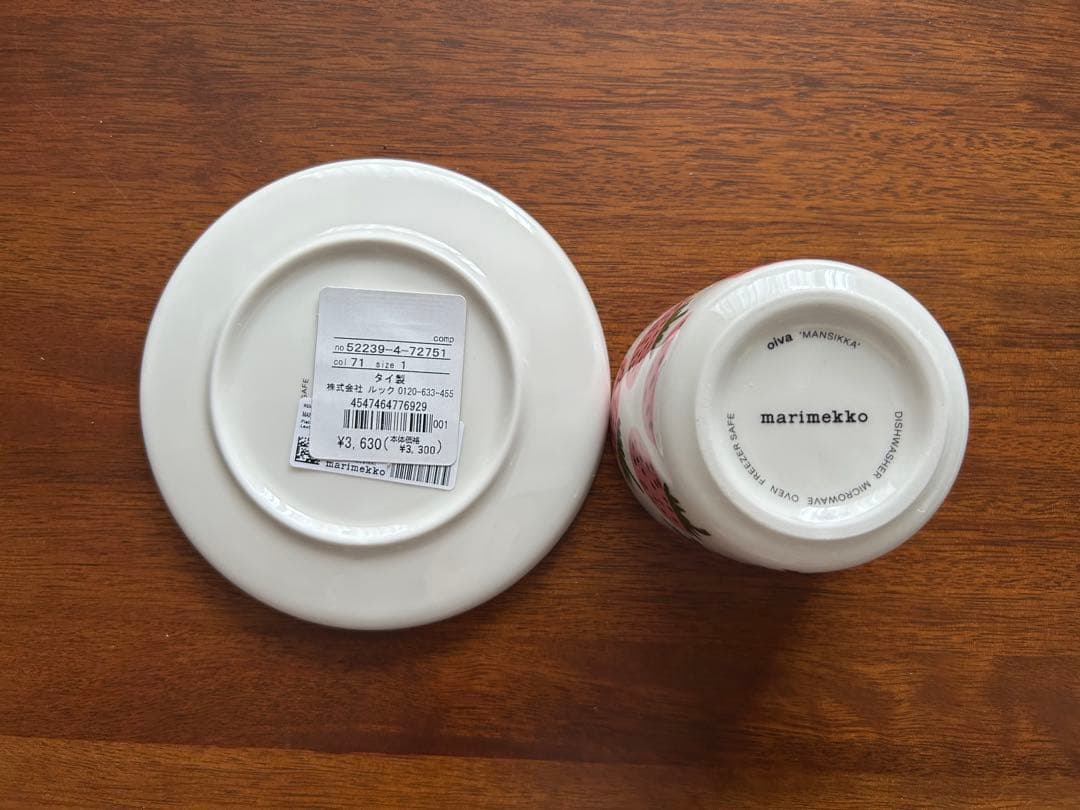 comp
no 52239-4-72751
col 71 size 1
タイ製
株式会社 ルック 0120-633-455
4547464776929
001
¥3,630(本体価格 ¥3,300)
marimekko
SAFE
oiva 'MANSIKKA'
marimekko
DISHWASHER MICROWAVE OVEN FREEZER SAFE